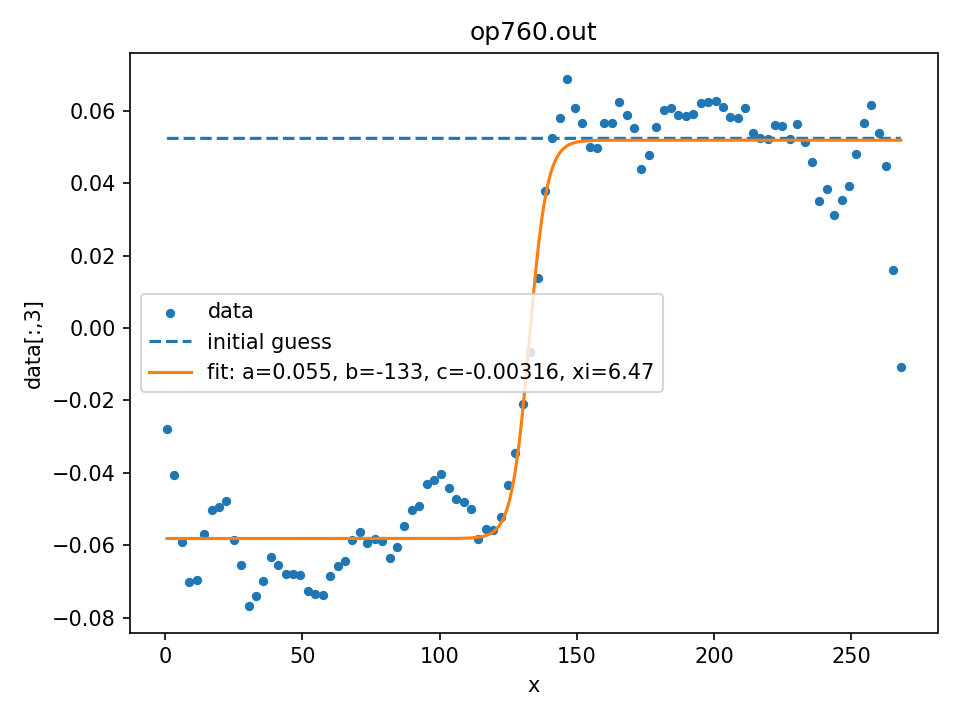 op760.out
0.06
0.04
0.02
0.00
−0.02
−0.04
−0.06
−0.08
data[:,3]
data
initial guess
fit: a=0.055, b=-133, c=-0.00316, xi=6.47
0 50 100 150 200 250
x